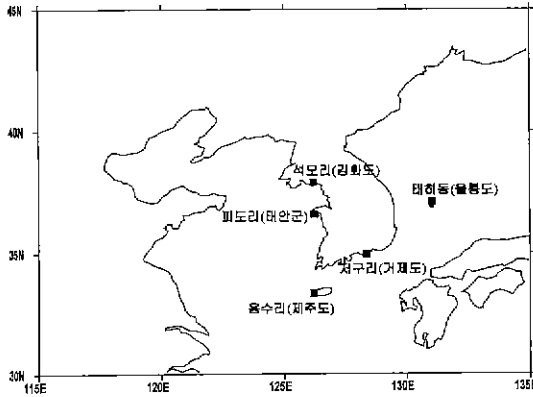 45N
40N
석모리(강화도)
태하동(울릉도)
파도리(태안군)
35N
저구리(거제도)
용수리(제주도)
30N
115E
120E
125E
130E
135E